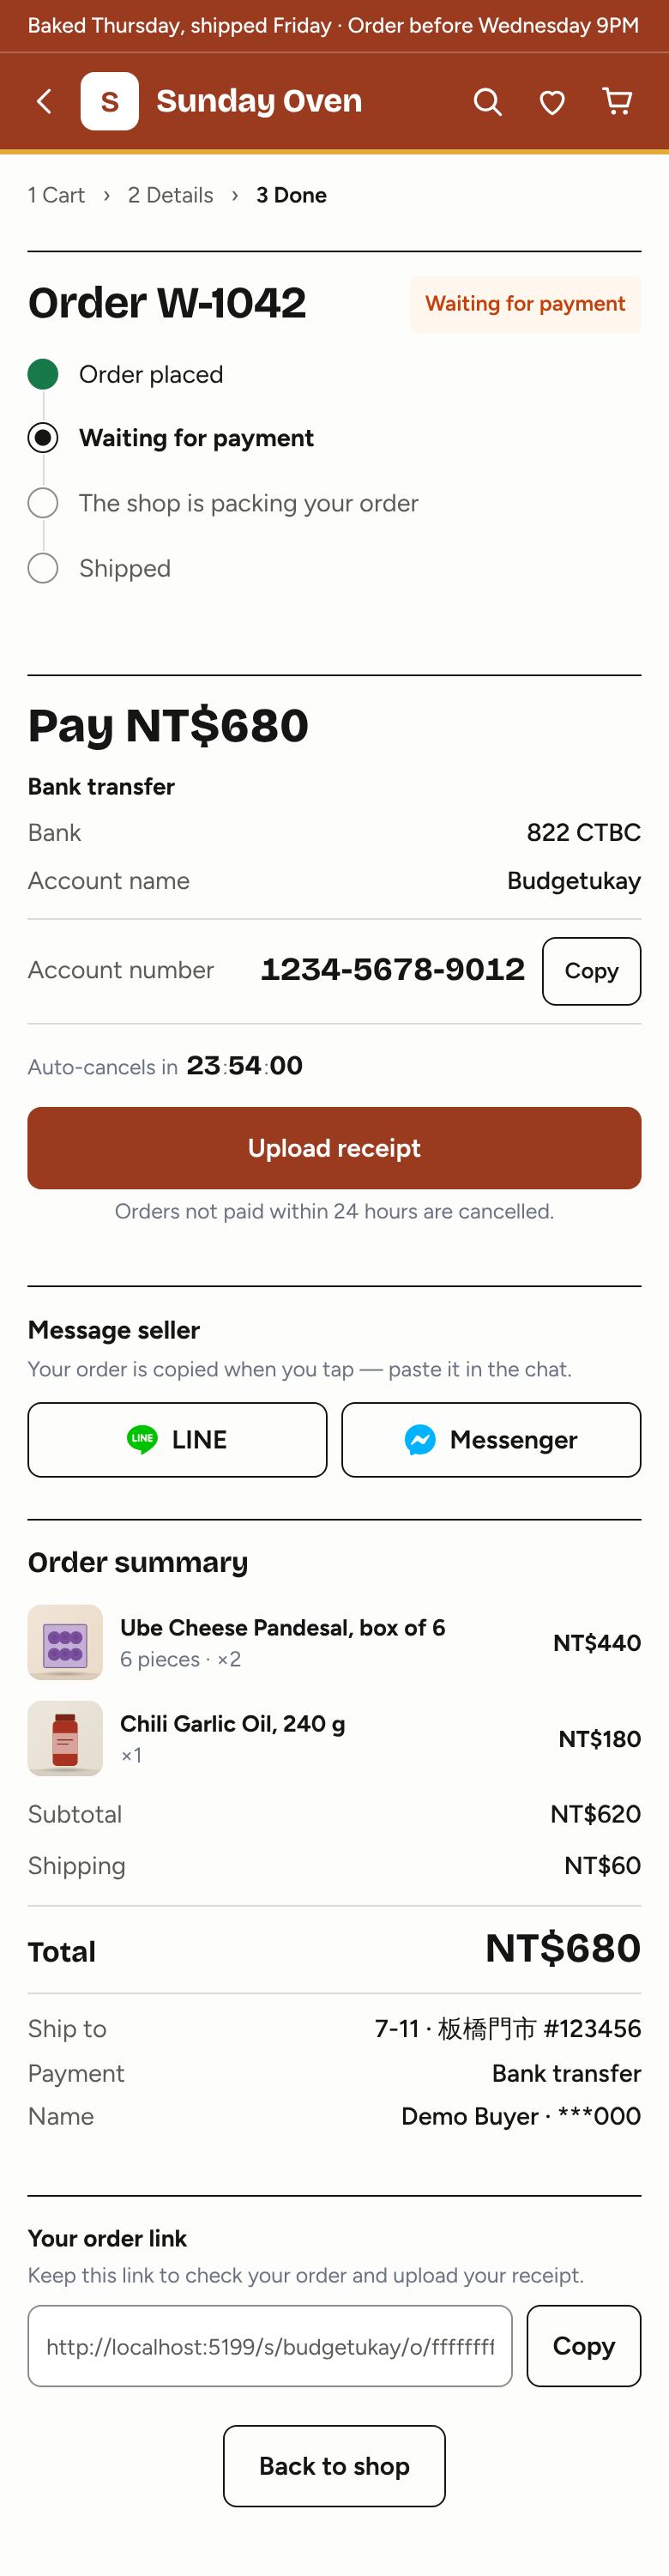 Baked Thursday, shipped Friday · Order before Wednesday 9PM
S Sunday Oven
1 Cart › 2 Details › 3 Done
Order W-1042
Waiting for payment
Order placed
Waiting for payment
The shop is packing your order
Shipped
Pay NT$680
Bank transfer
Bank 822 CTBC
Account name Budgetukay
Account number 1234-5678-9012 Copy
Auto-cancels in 23:54:00
Upload receipt
Orders not paid within 24 hours are cancelled.
Message seller
Your order is copied when you tap — paste it in the chat.
LINE LINE
Messenger
Order summary
Ube Cheese Pandesal, box of 6
6 pieces · ×2
NT$440
Chili Garlic Oil, 240 g
×1
NT$180
Subtotal NT$620
Shipping NT$60
Total NT$680
Ship to 7-11 · 板橋門市 #123456
Payment Bank transfer
Name Demo Buyer · ***000
Your order link
Keep this link to check your order and upload your receipt.
http://localhost:5199/s/budgetukay/o/ffffffff Copy
Back to shop